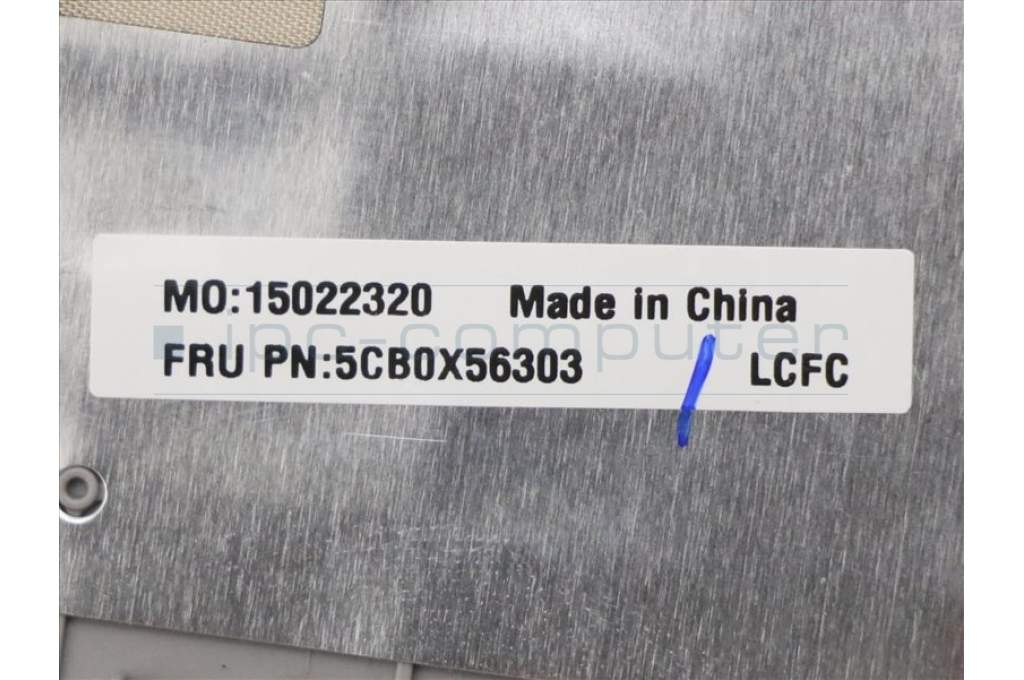 MO:15022320 Made in China
ipc-computer
FRU PN:5CB0X56303 LCFC